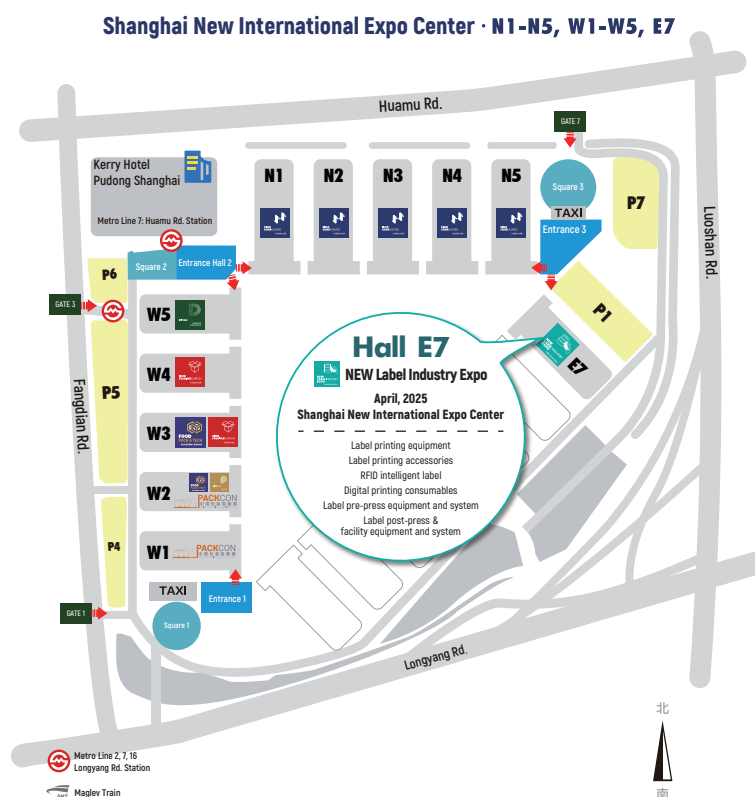 Shanghai New International Expo Center · N1-N5, W1-W5, E7
Huamu Rd.
GATE 7
Kerry Hotel
Pudong Shanghai
Metro Line 7: Huamu Rd. Station
N1
N2
N3
N4
N5
Square 3
TAXI
Entrance 3
P7
Luoshan Rd.
Square 2
Entrance Hall 2
P6
GATE 3
W5
P1
E7
W4
P5
Fangdian Rd.
W3
FOOD
PACK & TECH
W2
PACKCON
W1
PACKCON
P4
Hall E7
NEW Label Industry Expo
April, 2025
Shanghai New International Expo Center
Label printing equipment
Label printing accessories
RFID intelligent label
Digital printing consumables
Label pre-press equipment and system
Label post-press &
facility equipment and system
TAXI
Entrance 1
GATE 1
Square 1
Longyang Rd.
北
南
Metro Line 2, 7, 16
Longyang Rd. Station
Maglev Train